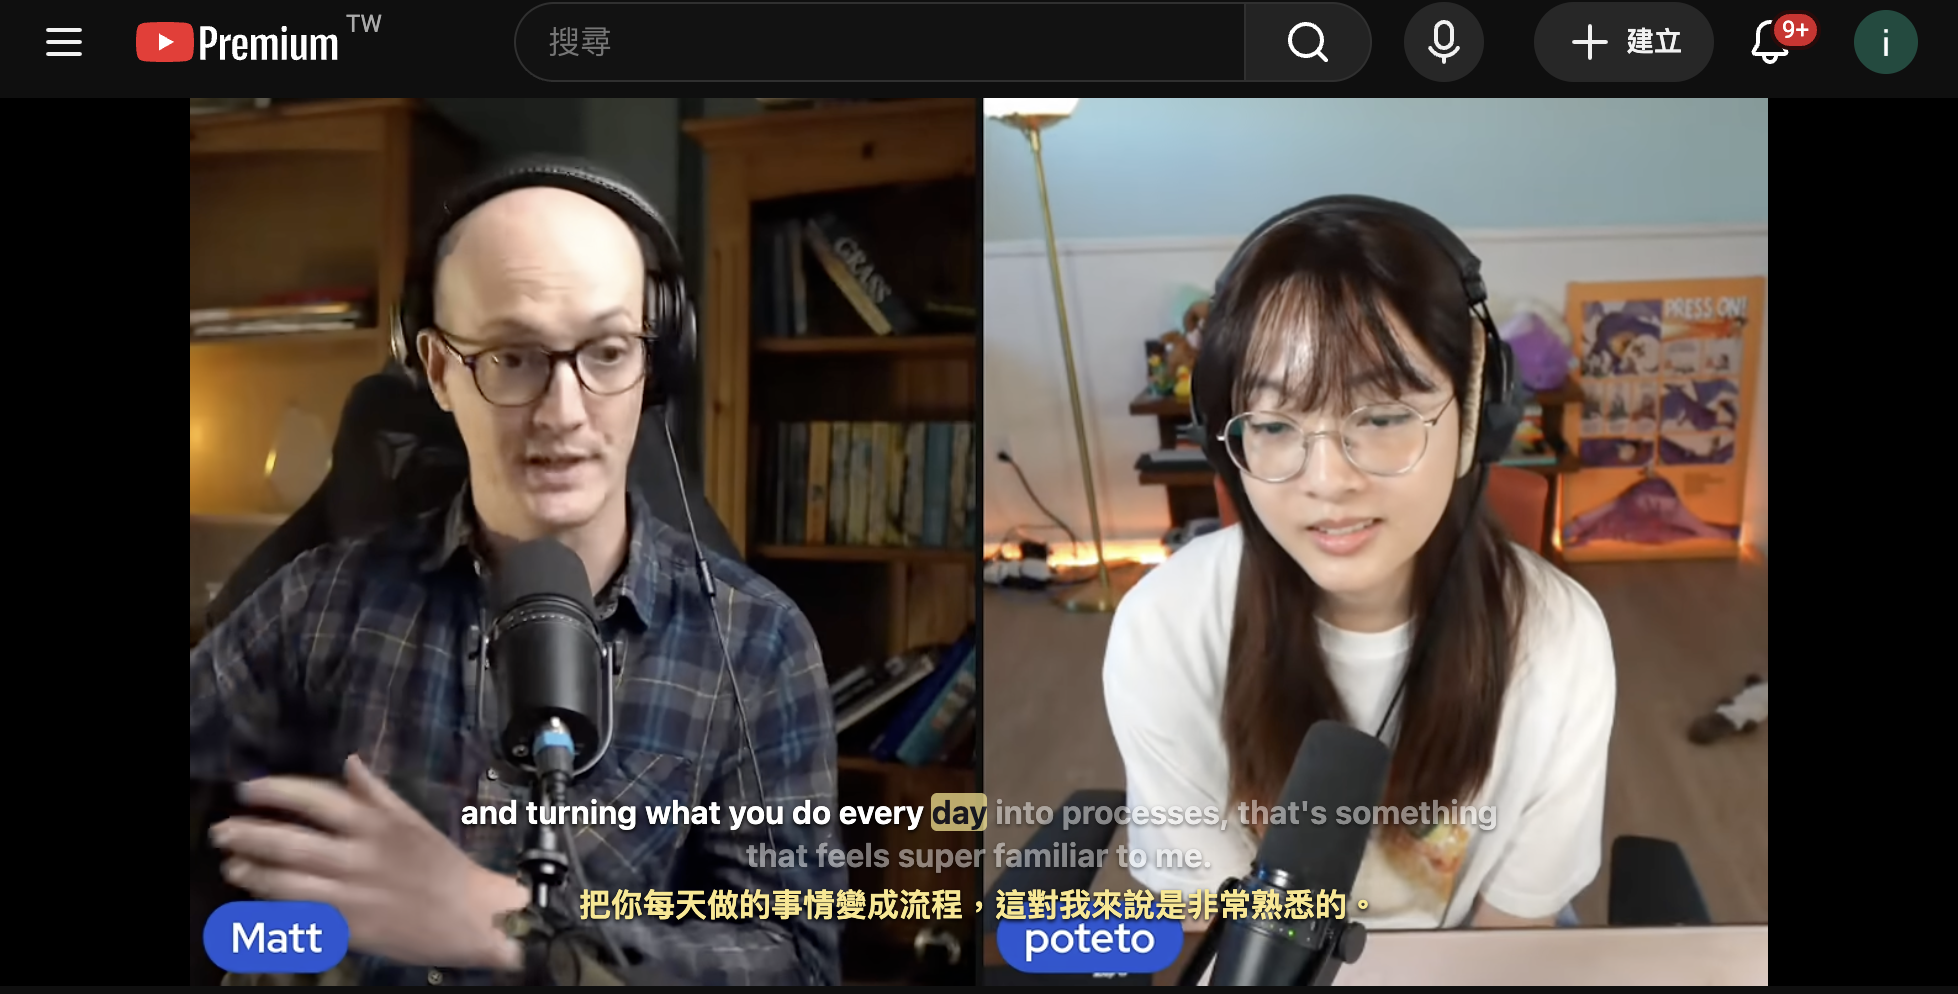 Premium TW
搜尋
建立
9+
i
GRASS
PRESS ON!
and turning what you do every day into processes, that's something
that feels super familiar to me.
把你每天做的事情變成流程，這對我來說是非常熟悉的。
Matt
poteto